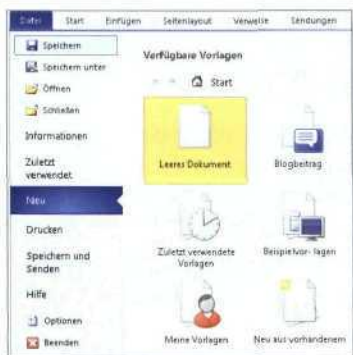 Datei Start Einfügen Seitenlayout Verweise Sendungen
Speichern
Speichern unter
Öffnen
Schließen
Informationen
Zuletzt
verwendet
Neu
Drucken
Speichern und
Senden
Hilfe
Optionen
Beenden
Verfügbare Vorlagen
Start
Leeres Dokument
Blogbeitrag
Zuletzt verwendete
Vorlagen
Beispielvor- lagen
Meine Vorlagen
Neu aus vorhandenem